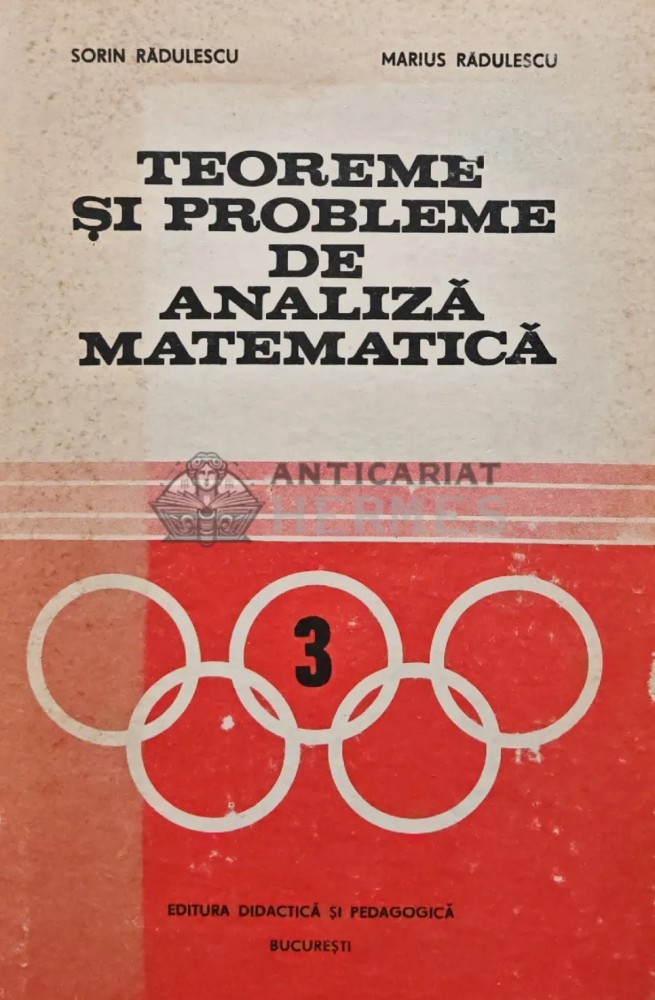 SORIN RĂDULESCU MARIUS RĂDULESCU
TEOREME
ȘI PROBLEME
DE
ANALIZĂ
MATEMATICĂ
ANTICARIAT
HERMES
3
EDITURA DIDACTICĂ ȘI PEDAGOGICĂ
BUCUREȘTI